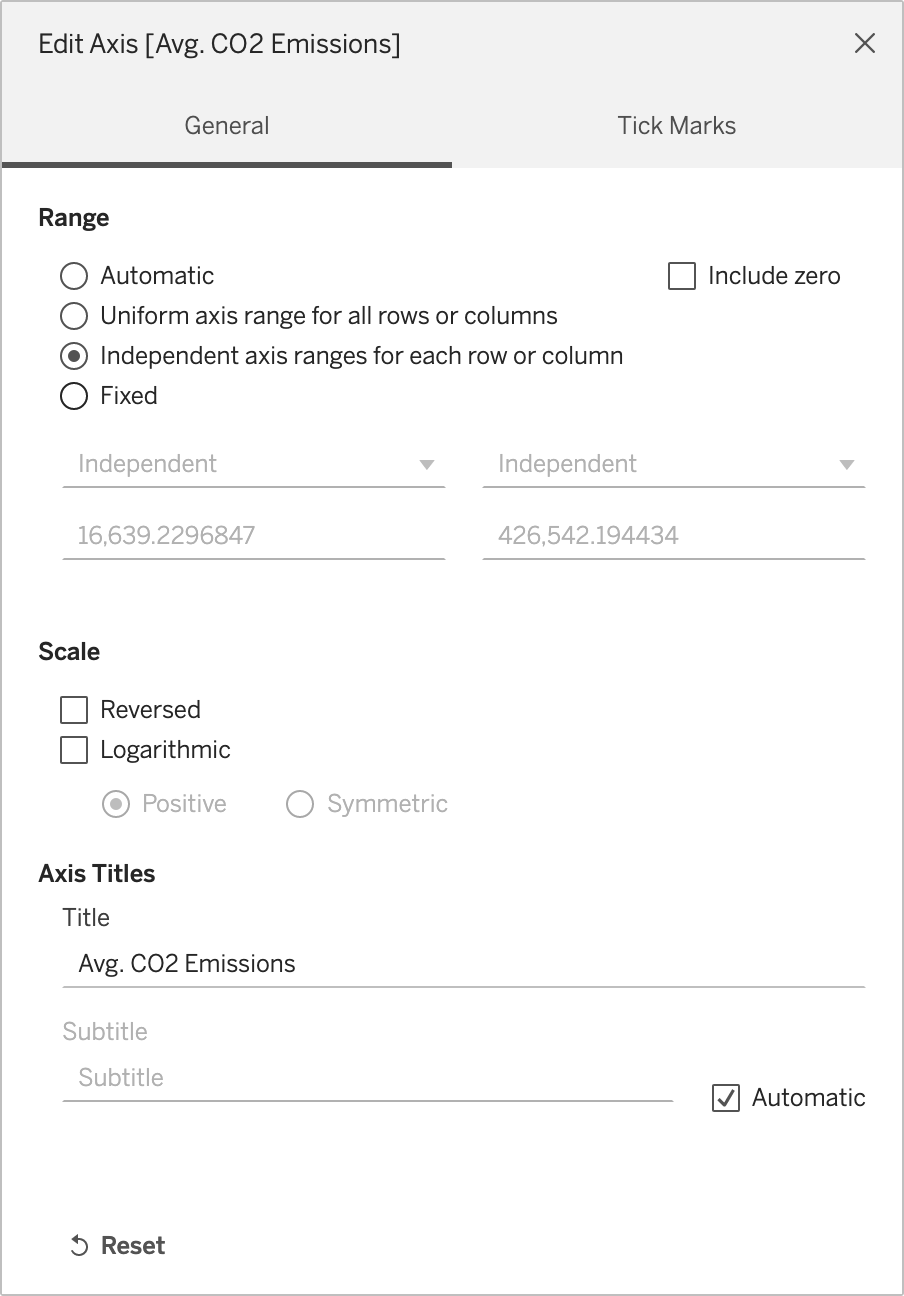 Edit Axis [Avg. CO2 Emissions]
General Tick Marks
Range
Automatic Include zero
Uniform axis range for all rows or columns
Independent axis ranges for each row or column
Fixed
Independent Independent
16,639.2296847 426,542.194434
Scale
Reversed
Logarithmic
Positive Symmetric
Axis Titles
Title
Avg. CO2 Emissions
Subtitle
Subtitle
Automatic
Reset